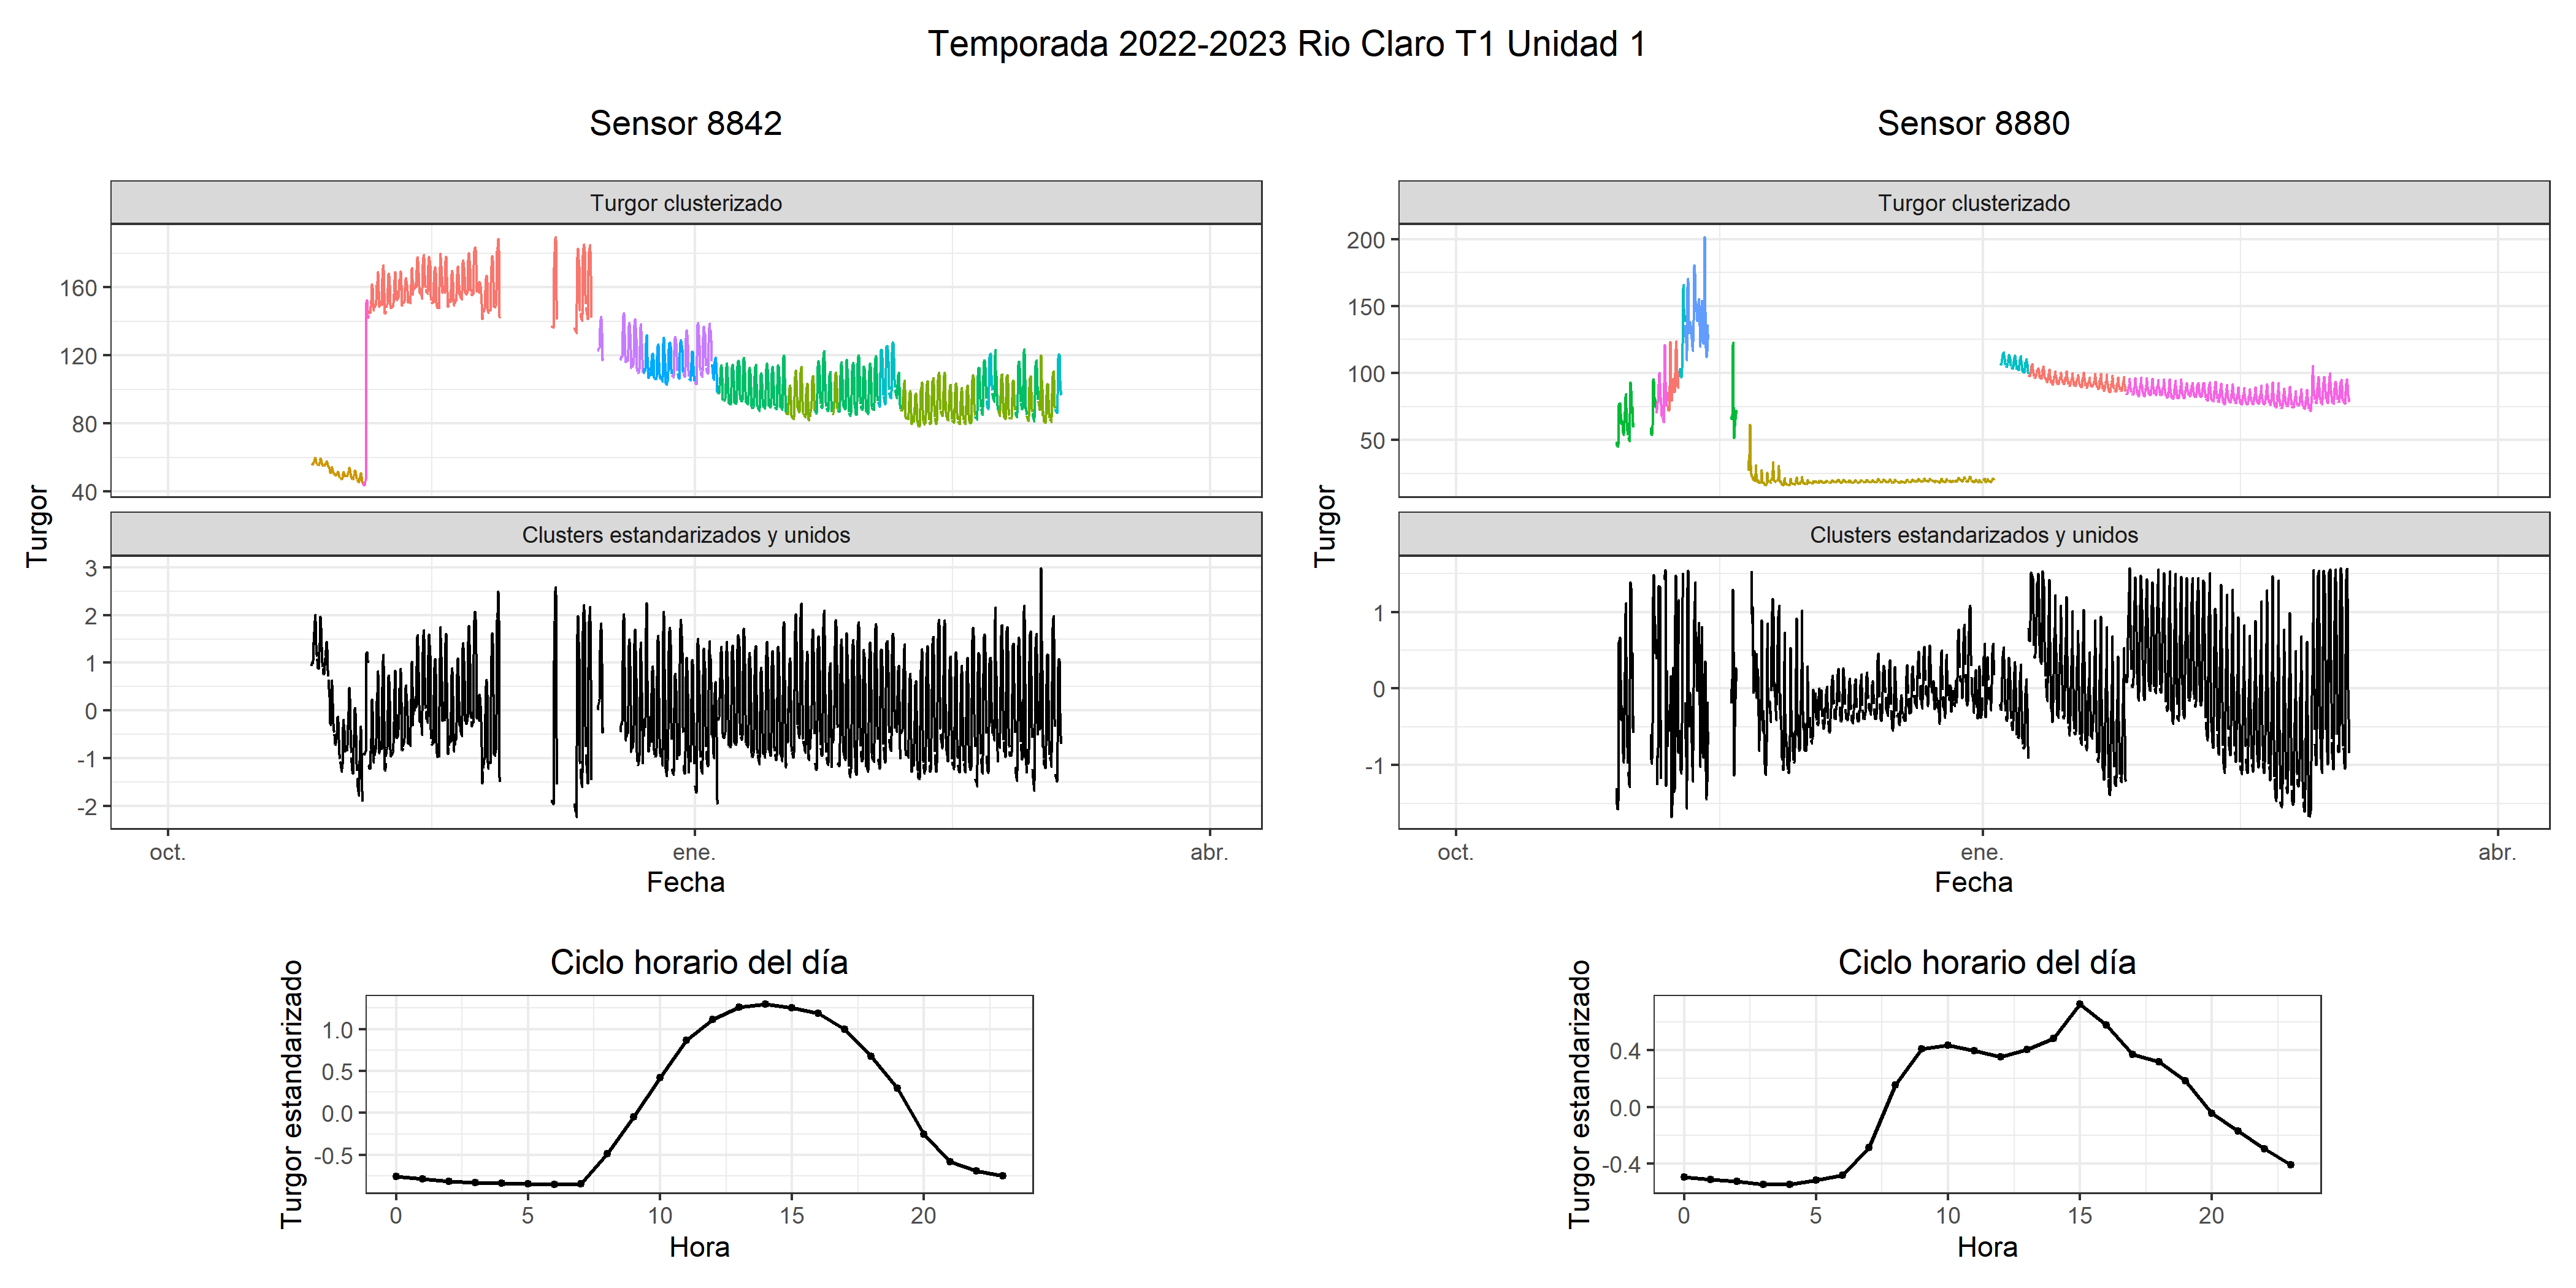 Temporada 2022-2023 Rio Claro T1 Unidad 1
Sensor 8842
Turgor clusterizado
160
120
80
40
Turgor
Clusters estandarizados y unidos
3
2
1
0
-1
-2
oct.
ene.
abr.
Fecha
Ciclo horario del día
Turgor estandarizado
1.0
0.5
0.0
-0.5
0
5
10
15
20
Hora
Sensor 8880
Turgor clusterizado
200
150
100
50
Turgor
Clusters estandarizados y unidos
1
0
-1
oct.
ene.
abr.
Fecha
Ciclo horario del día
Turgor estandarizado
0.4
0.0
-0.4
0
5
10
15
20
Hora